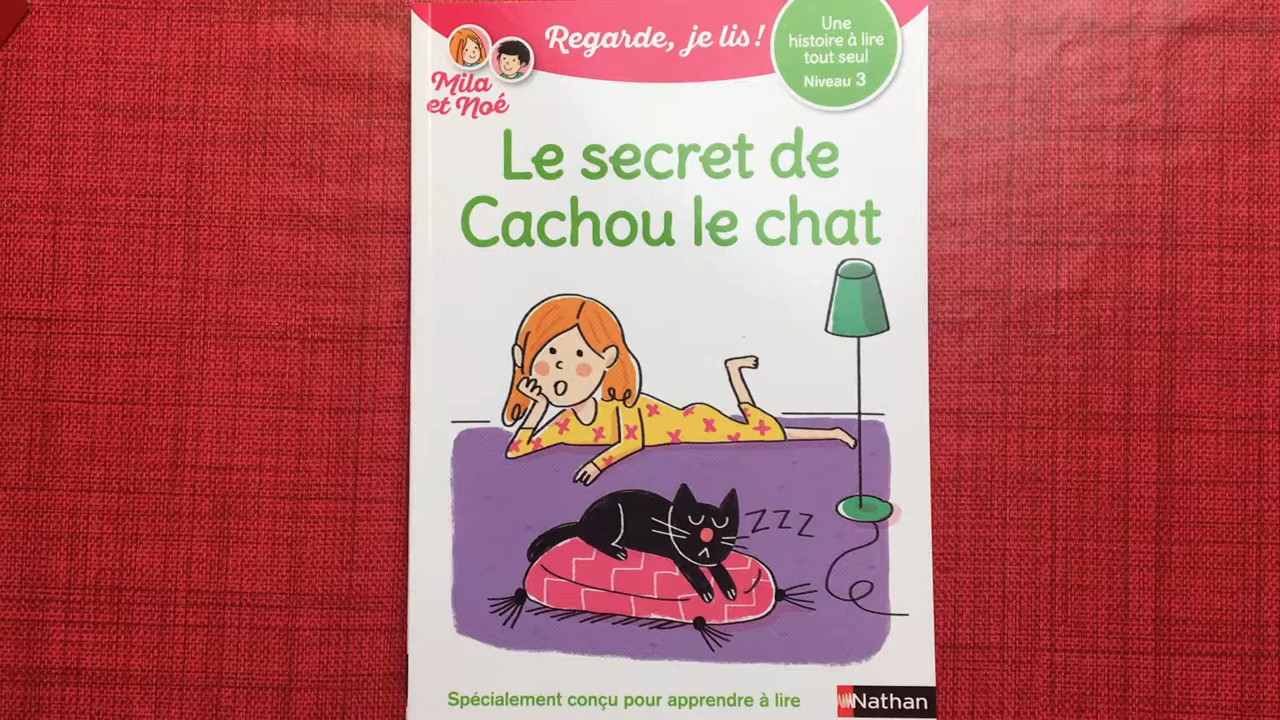 Regarde, je lis !
Une
histoire à lire
tout seul
Niveau 3
Mila
et Noé
Le secret de
Cachou le chat
ZZZ
Spécialement conçu pour apprendre à lire
Nathan